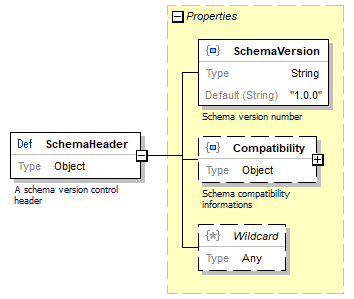 Properties
SchemaVersion
Type String
Default (String) "1.0.0"
Schema version number
Def SchemaHeader
Type Object
A schema version control
header
Compatibility
Type Object
Schema compatibility
informations
{*} Wildcard
Type Any